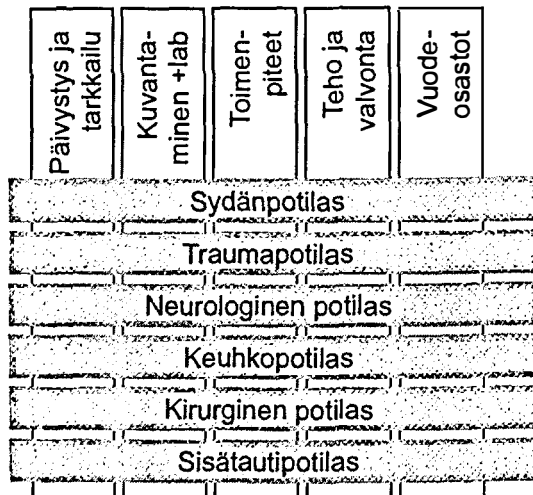 Päivystys ja
tarkkailu
Kuvanta-
minen +lab
Toimen-
piteet
Teho ja
valvonta
Vuode-
osastot
Sydänpotilas
Traumapotilas
Neurologinen potilas
Keuhkopotilas
Kirurginen potilas
Sisätautipotilas